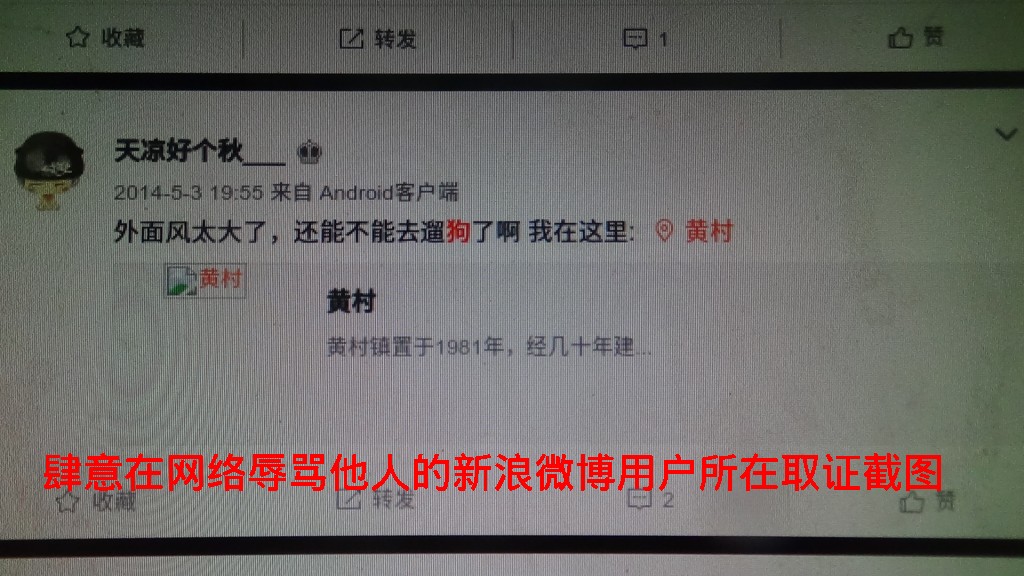 收藏 转发 1 赞
天凉好个秋___
2014-5-3 19:55 来自 Android客户端
外面风太大了，还能不能去遛狗了啊 我在这里: 黄村
黄村
黄村
黄村镇置于1981年，经几十年建...
肆意在网络辱骂他人的新浪微博用户所在取证截图
收藏 转发 2 赞